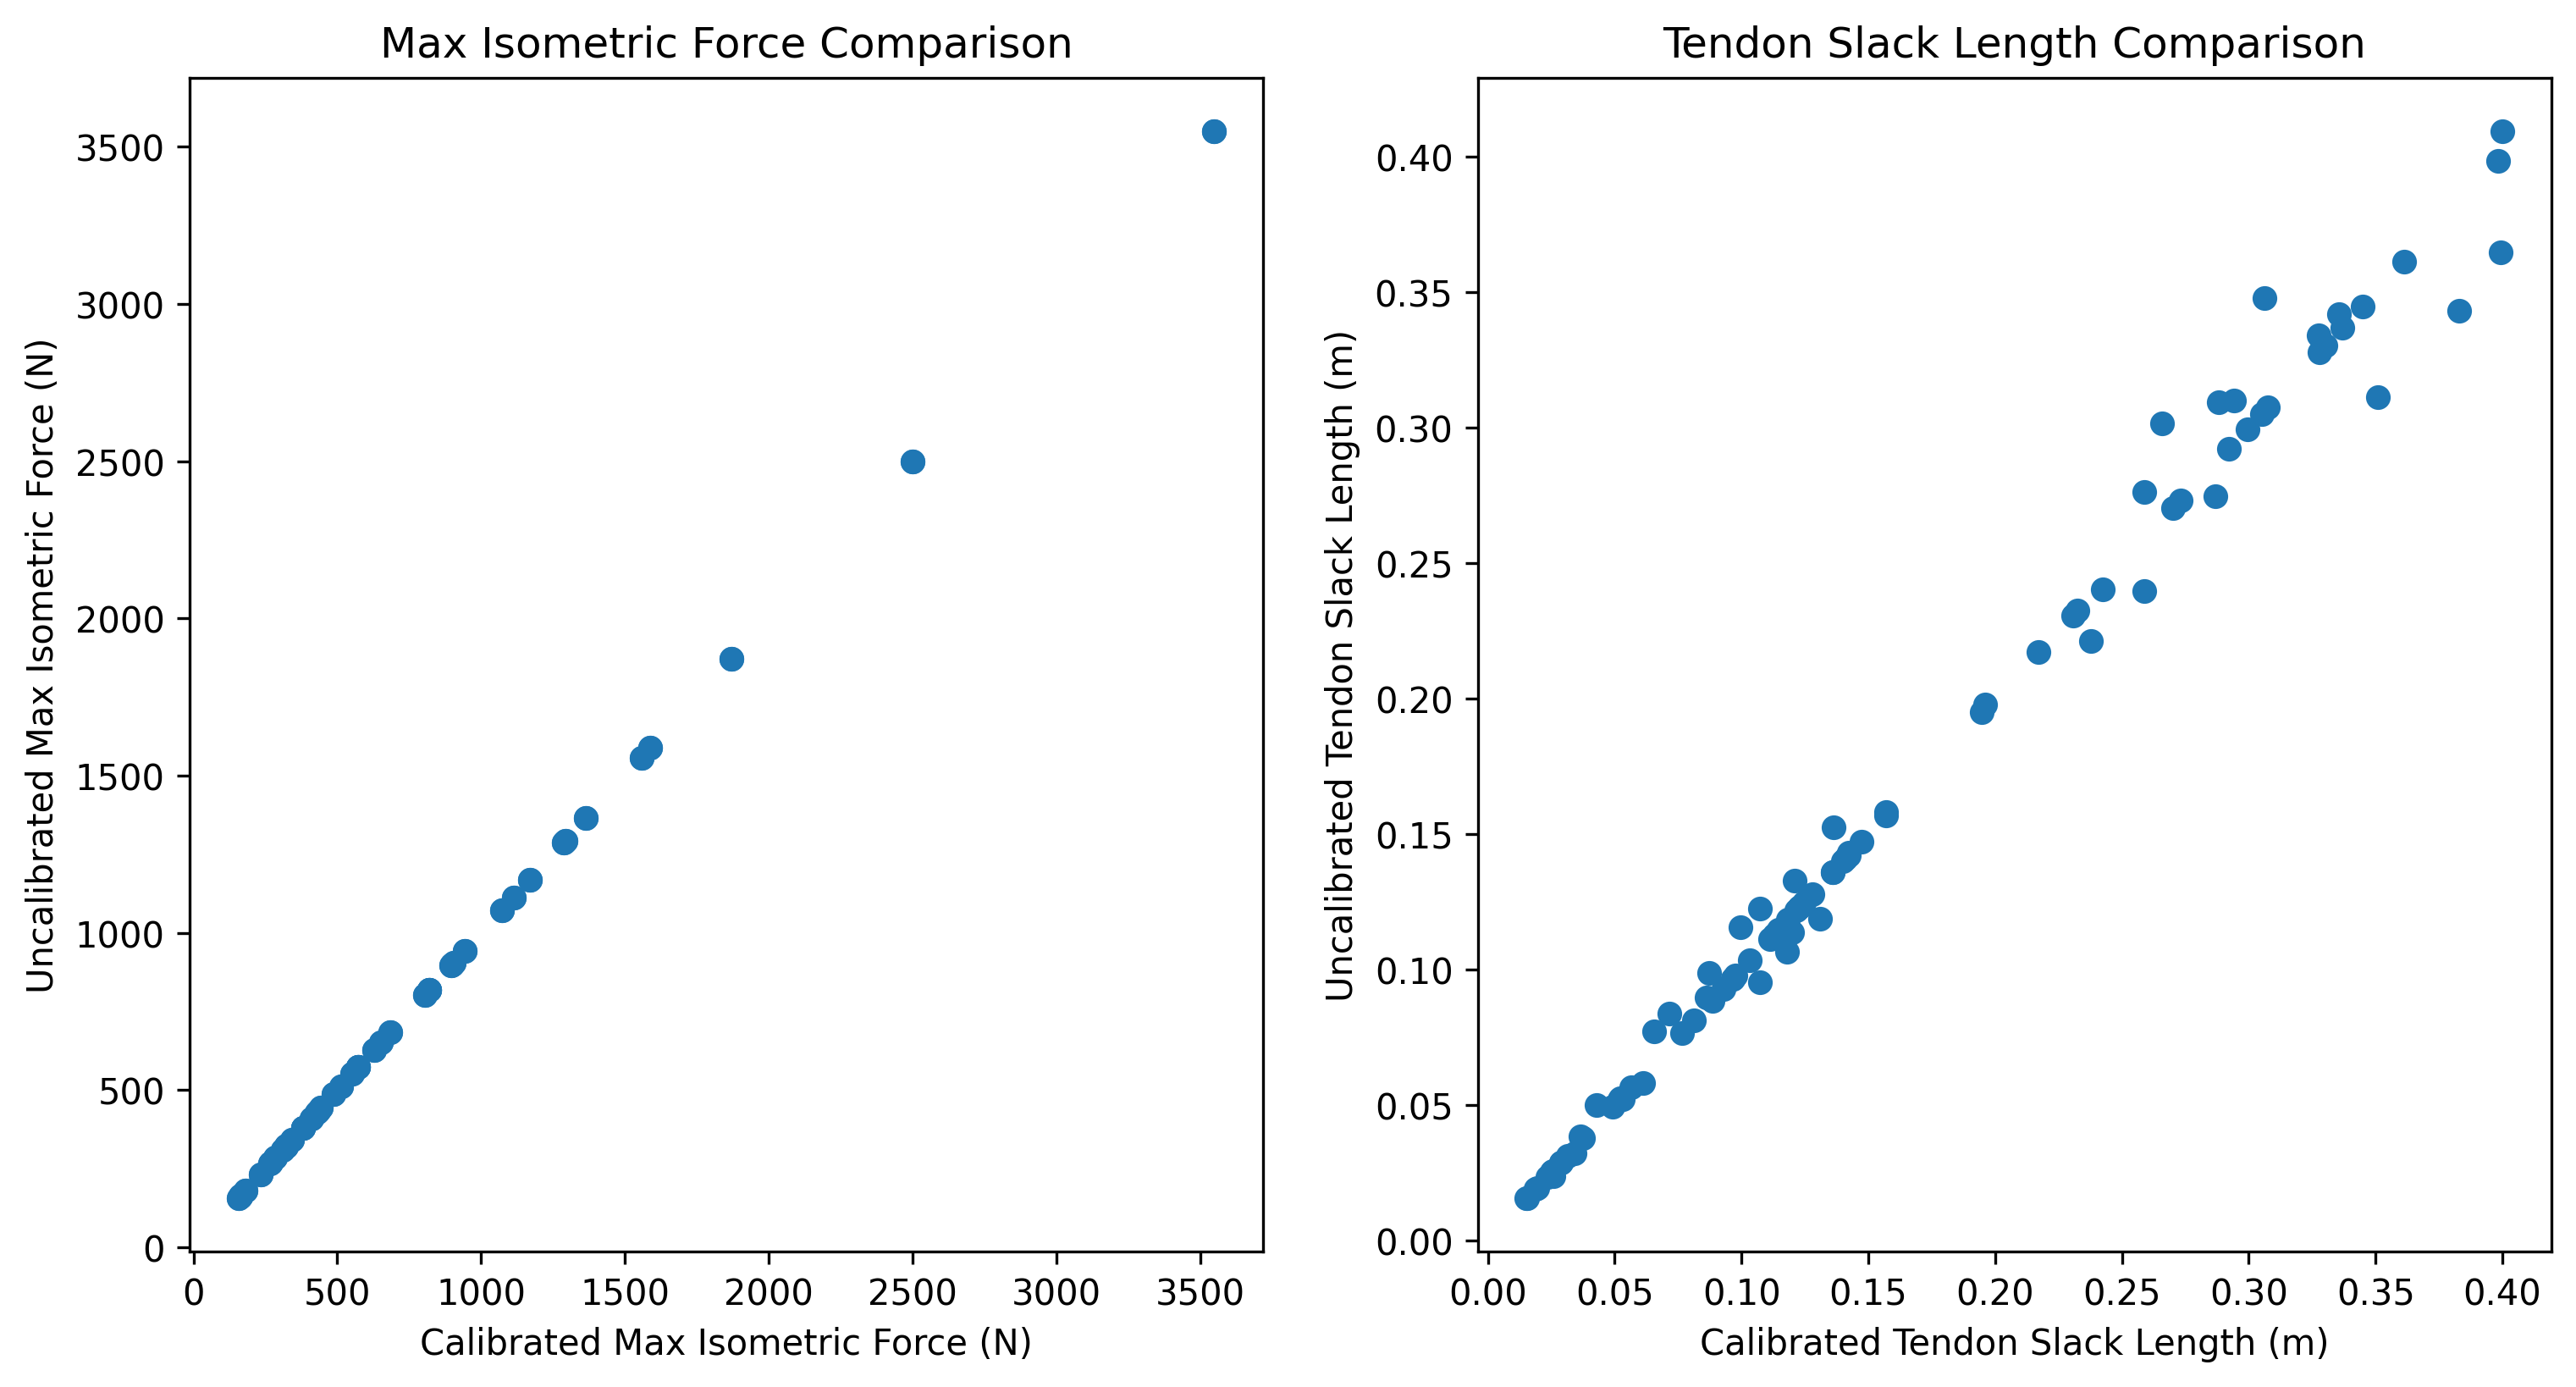 Max Isometric Force Comparison
Uncalibrated Max Isometric Force (N)
3500
3000
2500
2000
1500
1000
500
0
0 500 1000 1500 2000 2500 3000 3500
Calibrated Max Isometric Force (N)
Tendon Slack Length Comparison
Uncalibrated Tendon Slack Length (m)
0.40
0.35
0.30
0.25
0.20
0.15
0.10
0.05
0.00
0.00 0.05 0.10 0.15 0.20 0.25 0.30 0.35 0.40
Calibrated Tendon Slack Length (m)